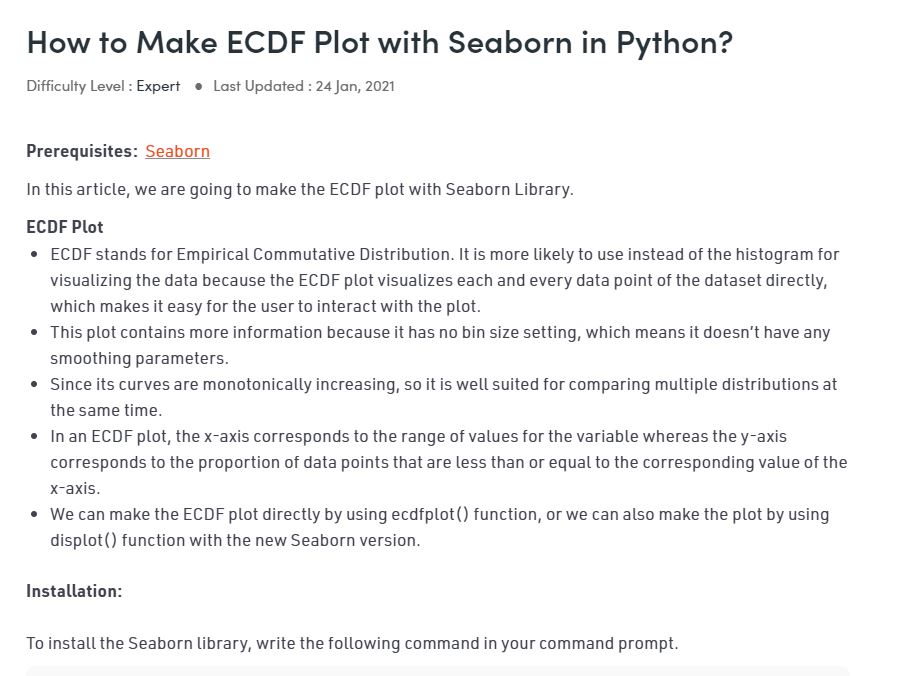 How to Make ECDF Plot with Seaborn in Python?
Difficulty Level : Expert ● Last Updated : 24 Jan, 2021
Prerequisites: Seaborn
In this article, we are going to make the ECDF plot with Seaborn Library.
ECDF Plot
• ECDF stands for Empirical Commutative Distribution. It is more likely to use instead of the histogram for
visualizing the data because the ECDF plot visualizes each and every data point of the dataset directly,
which makes it easy for the user to interact with the plot.
• This plot contains more information because it has no bin size setting, which means it doesn’t have any
smoothing parameters.
• Since its curves are monotonically increasing, so it is well suited for comparing multiple distributions at
the same time.
• In an ECDF plot, the x-axis corresponds to the range of values for the variable whereas the y-axis
corresponds to the proportion of data points that are less than or equal to the corresponding value of the
x-axis.
• We can make the ECDF plot directly by using ecdfplot() function, or we can also make the plot by using
displot() function with the new Seaborn version.
Installation:
To install the Seaborn library, write the following command in your command prompt.